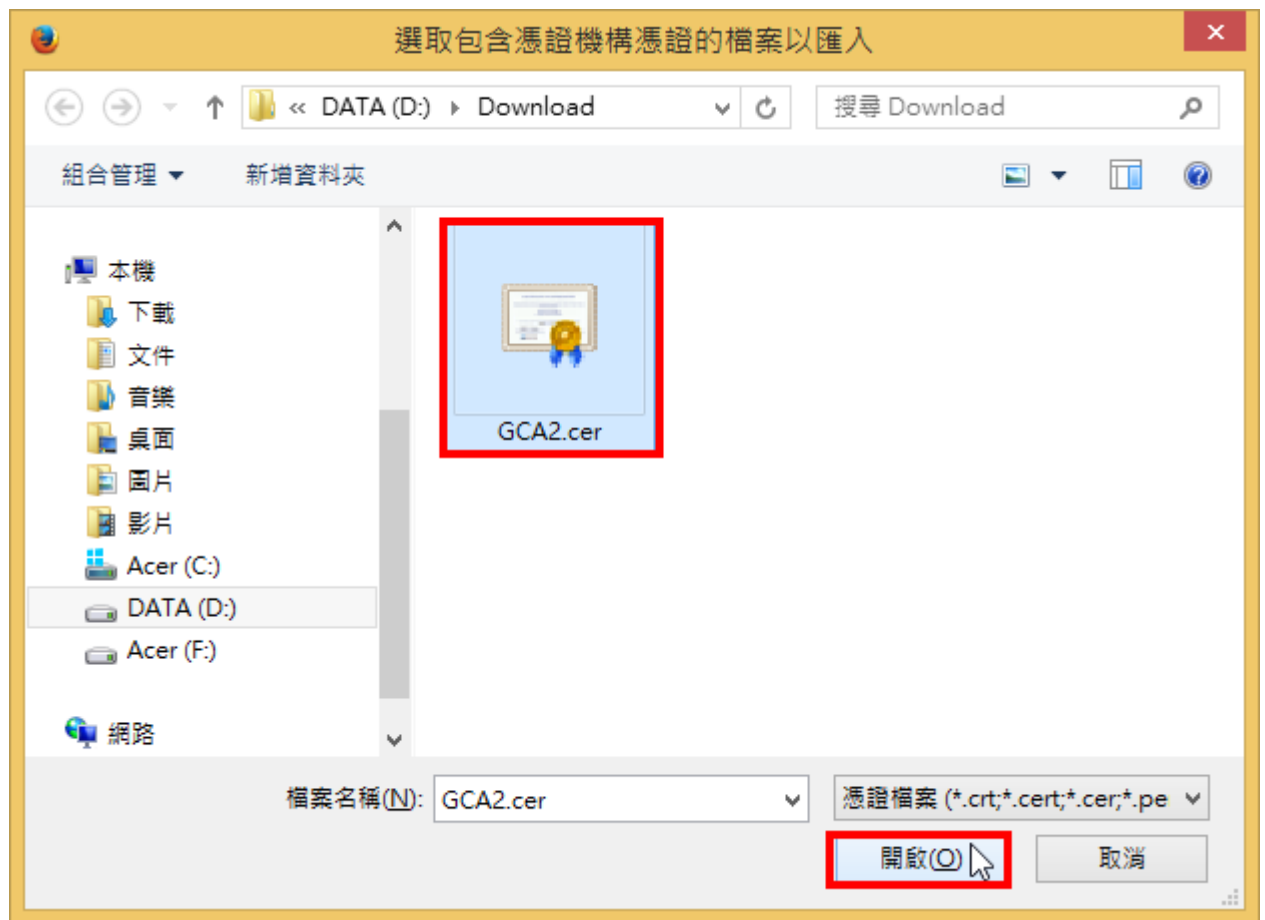 選取包含憑證機構憑證的檔案以匯入
« DATA (D:) Download
搜尋 Download
組合管理
新增資料夾
本機
下載
文件
音樂
桌面
圖片
影片
Acer (C:)
DATA (D:)
Acer (F:)
網路
GCA2.cer
檔案名稱(N): GCA2.cer
憑證檔案 (*.crt;*.cert;*.cer;*.pe
開啟(O)
取消